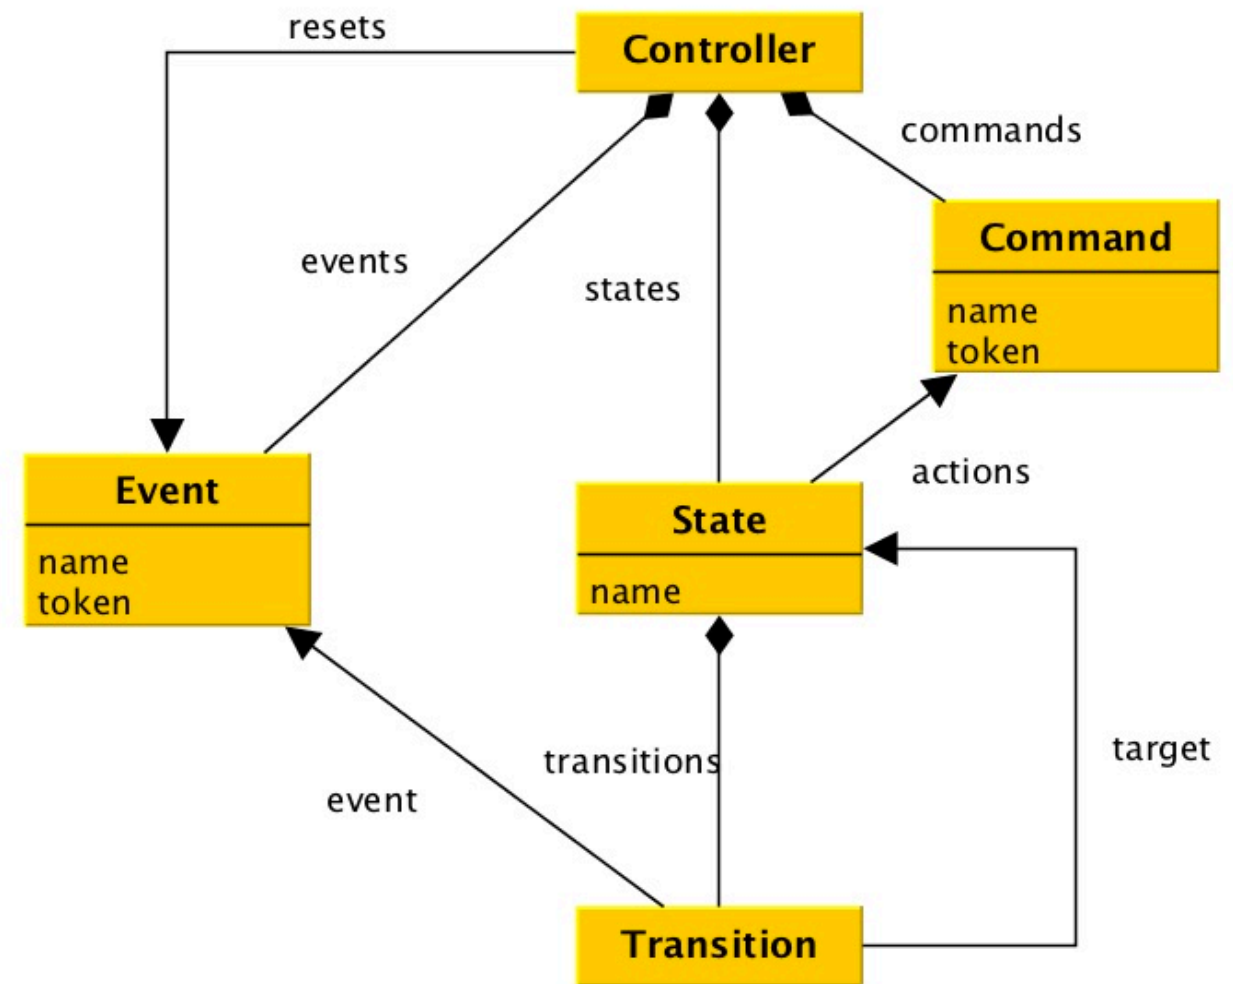 resets
Controller
commands
Command
name
token
events
states
actions
Event
name
token
State
name
transitions
target
event
Transition